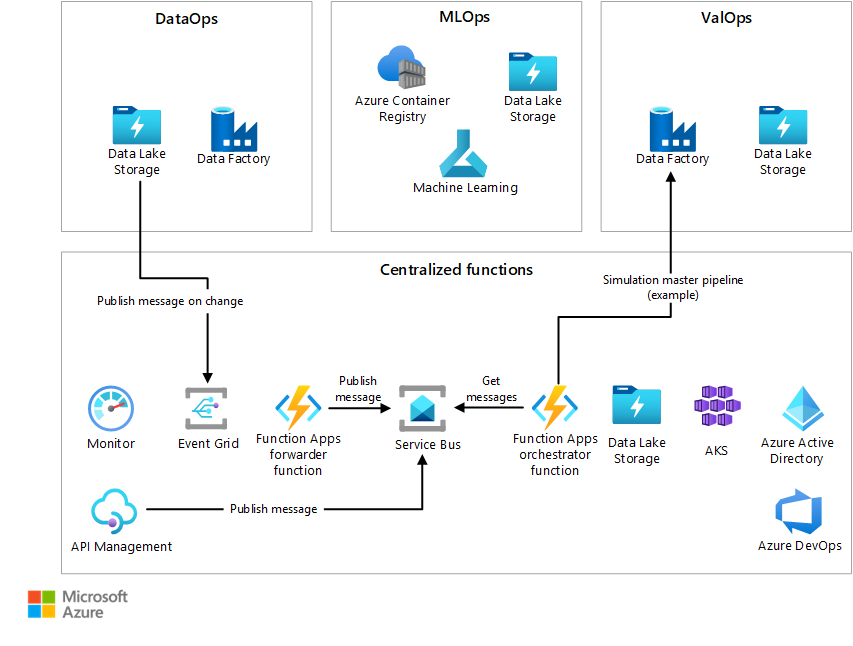 DataOps
MLOps
ValOps
Data Lake
Storage
Data Factory
Azure Container
Registry
Data Lake
Storage
Machine Learning
Data Factory
Data Lake
Storage
Centralized functions
Publish message on change
Simulation master pipeline
(example)
Monitor
Event Grid
Function Apps
forwarder
function
Publish
message
Service Bus
Get
messages
Function Apps
orchestrator
function
Data Lake
Storage
AKS
Azure Active
Directory
API Management
Publish message
Azure DevOps
Microsoft
Azure